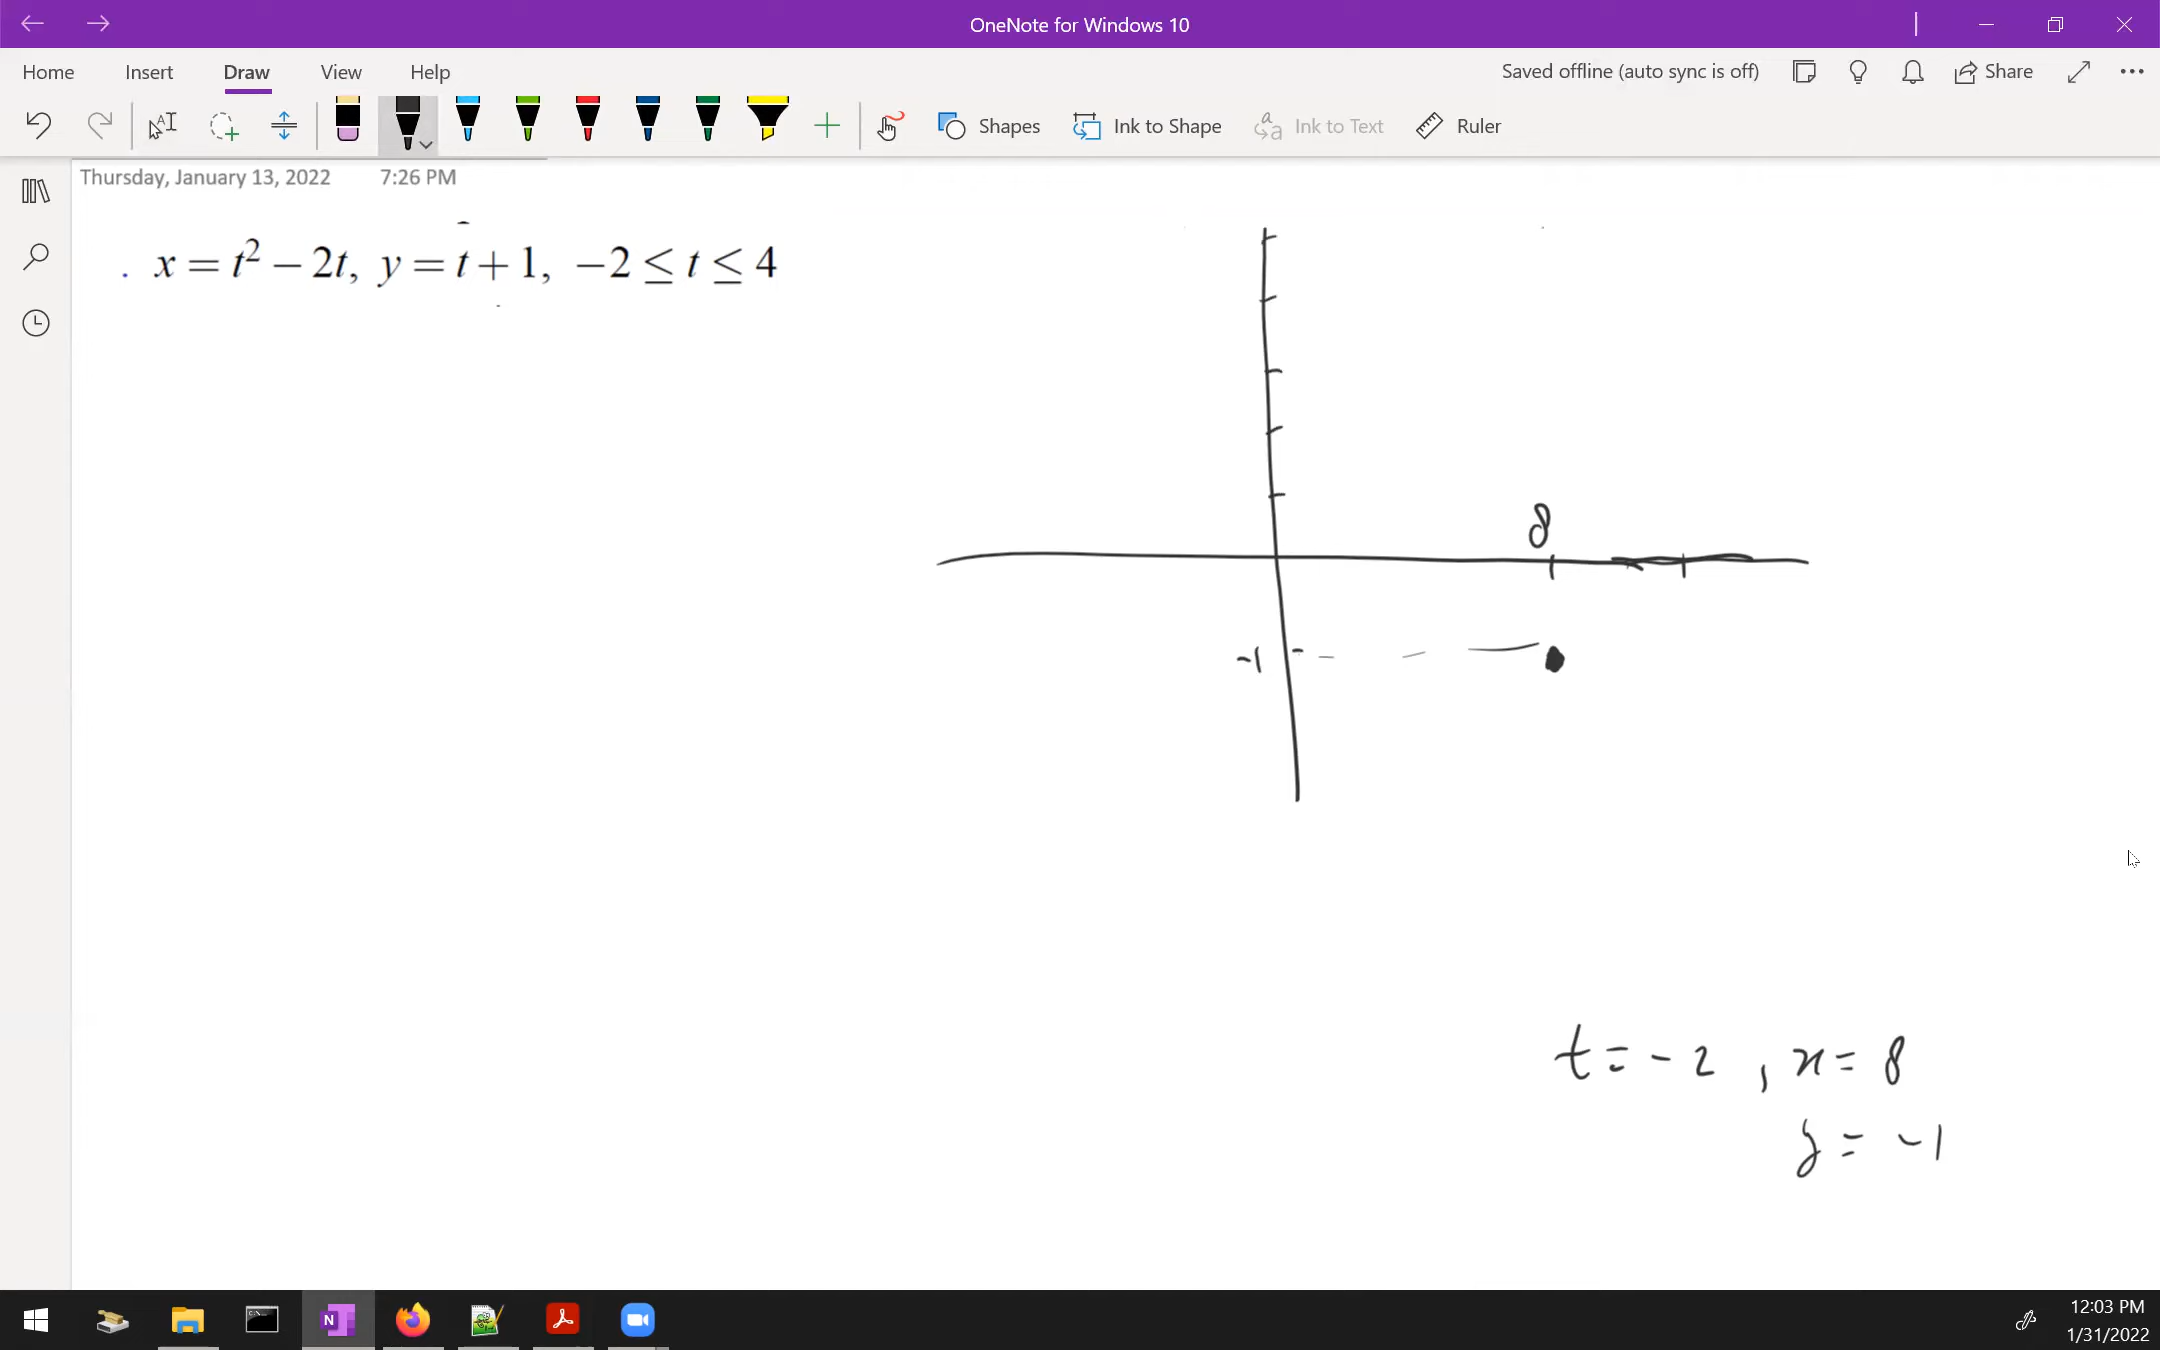 OneNote for Windows 10
Home Insert Draw View Help Saved offline (auto sync is off) Share
Shapes Ink to Shape Ink to Text Ruler
Thursday, January 13, 2022 7:26 PM
. x = t² − 2t, y = t + 1, −2 ≤ t ≤ 4
8
-1
t = -2 , x = 8
y = -1
12:03 PM
1/31/2022